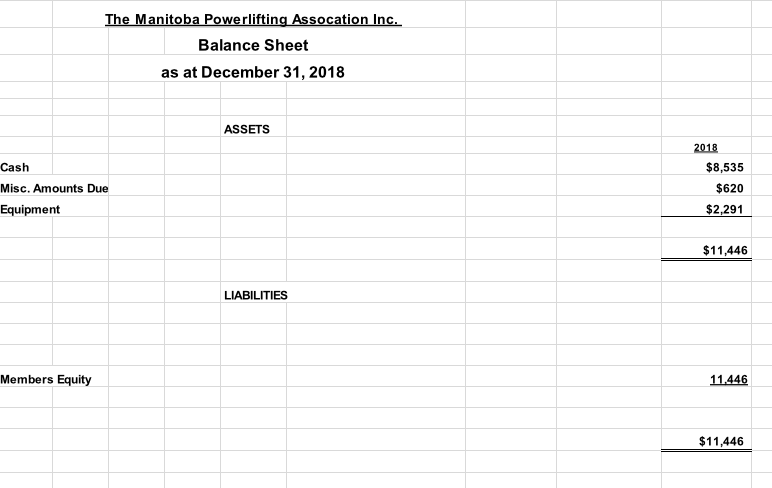 The Manitoba Powerlifting Assocation Inc.
Balance Sheet
as at December 31, 2018
ASSETS
2018
Cash $8,535
Misc. Amounts Due $620
Equipment $2,291
$11,446
LIABILITIES
Members Equity 11,446
$11,446